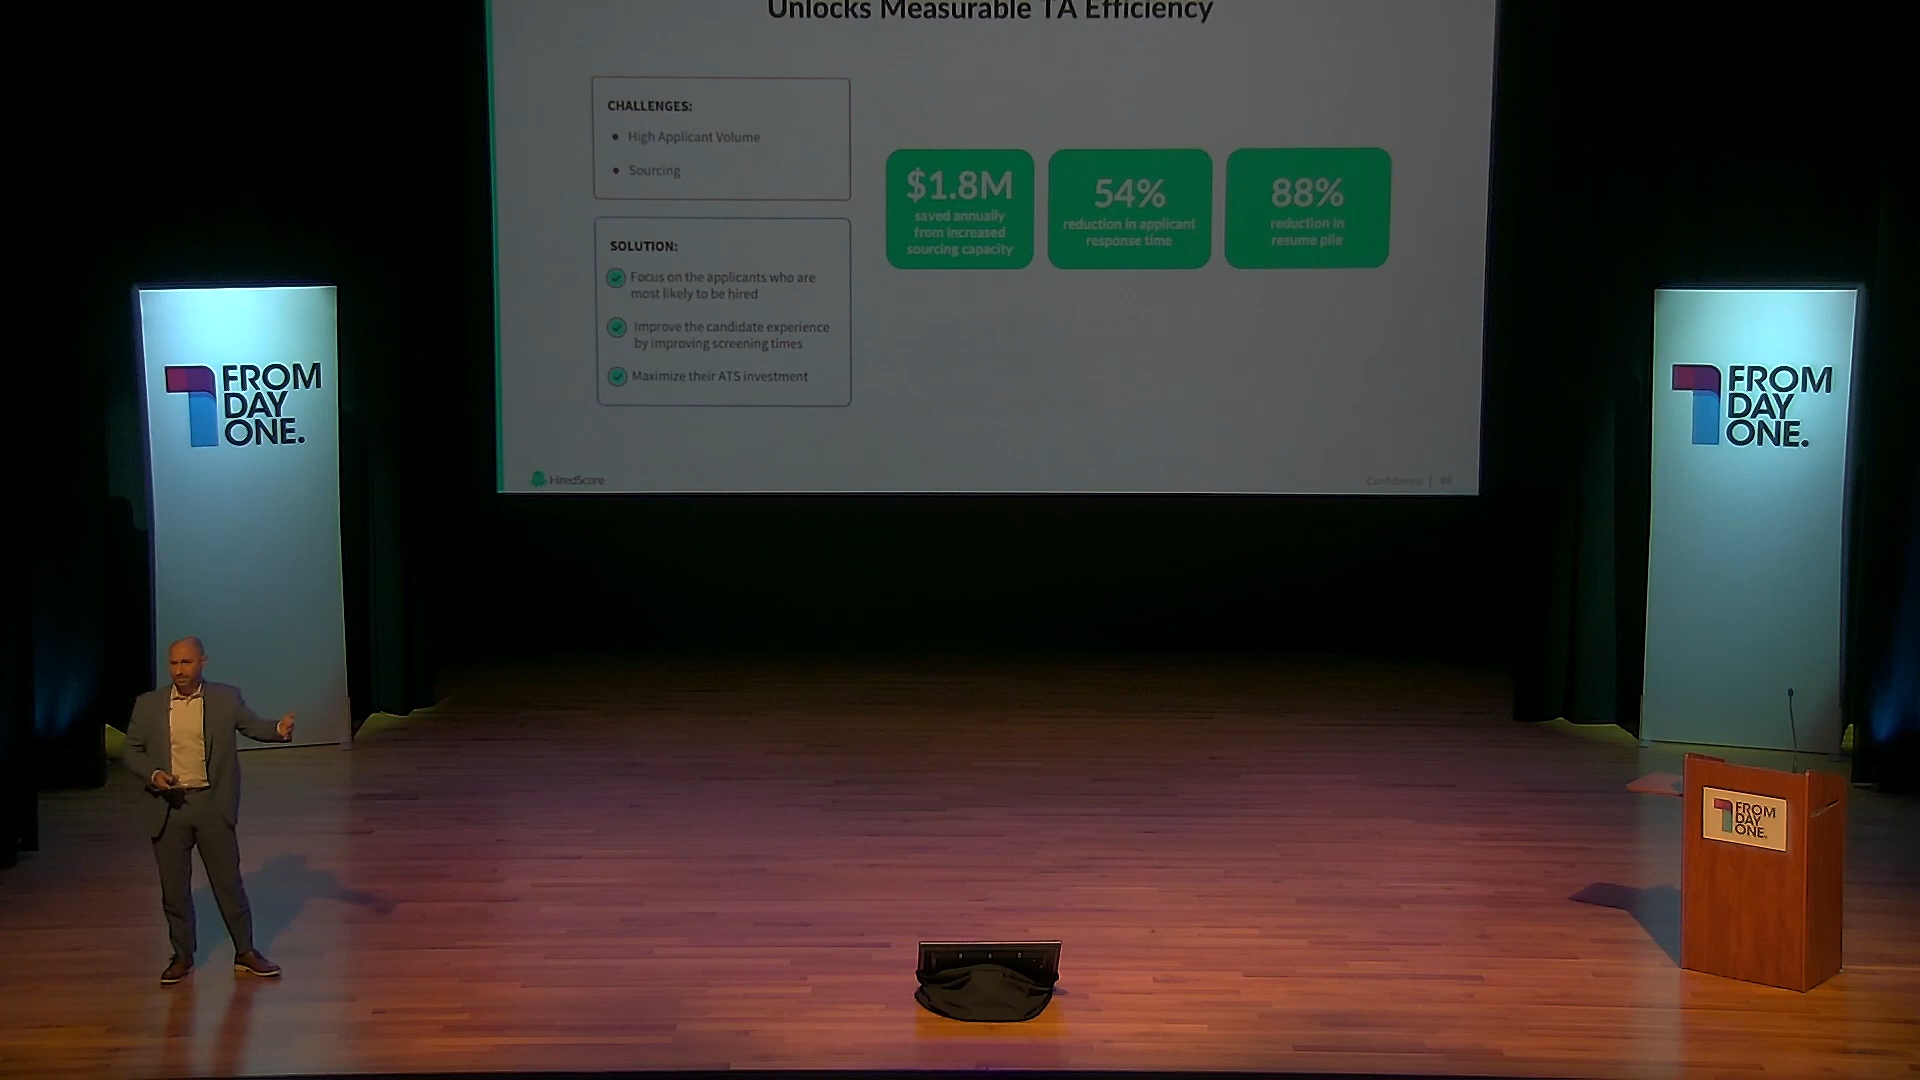 Unlocks Measurable TA Efficiency
CHALLENGES:
High Applicant Volume
Sourcing
SOLUTION:
Focus on the applicants who are
most likely to be hired
Improve the candidate experience
by improving screening times
Maximize their ATS investment
$1.8M
saved annually
from increased
sourcing capacity
54%
reduction in applicant
response time
88%
reduction in
resume pile
HiredScore
Confidential |
FROM
DAY
ONE.
FROM
DAY
ONE.
FROM
DAY
ONE.